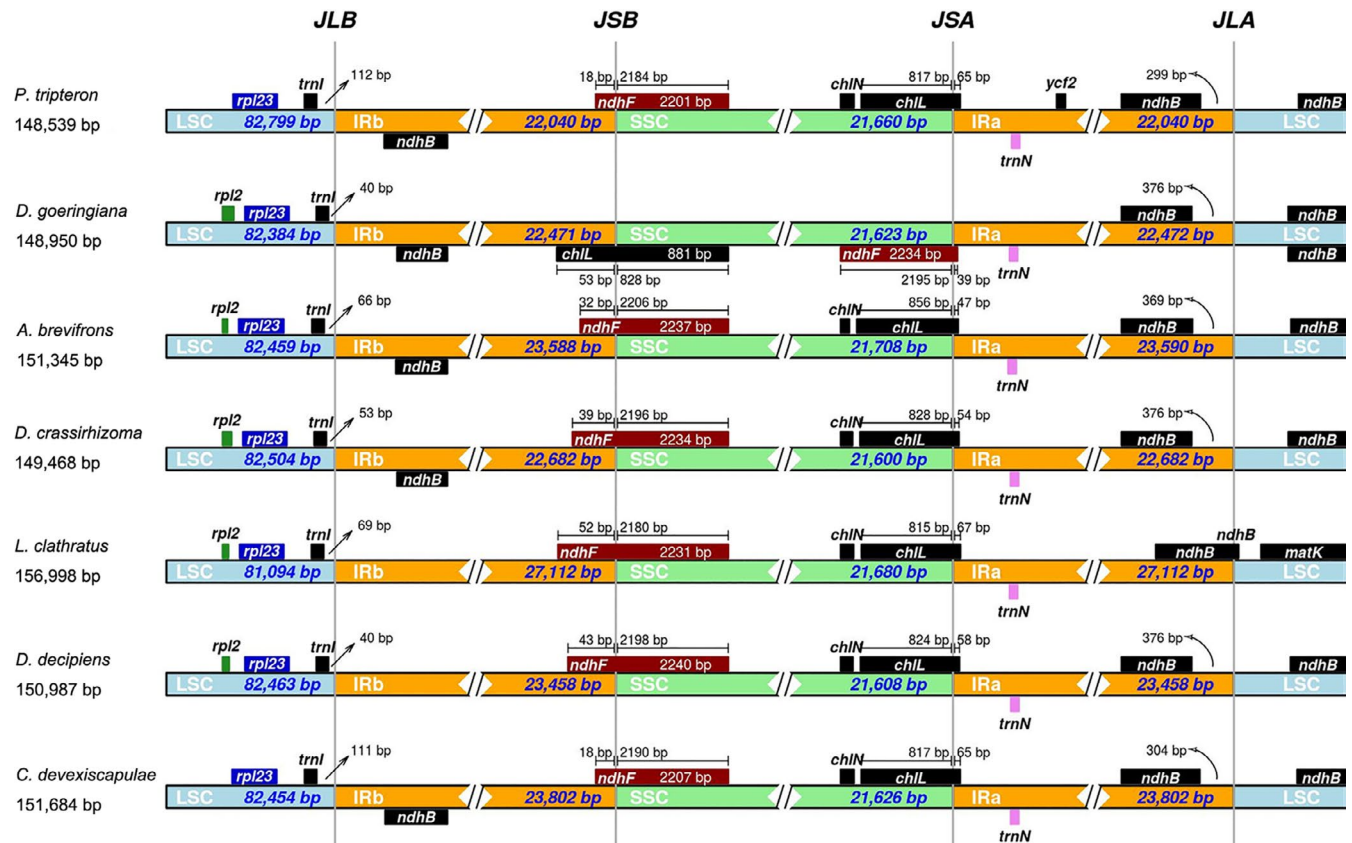 JLB JSB JSA JLA
P. tripteron
148,539 bp
rpl23 trnI 112 bp 18 bp 2184 bp ndhF 2201 bp chlN 817 bp 65 bp chlL ycf2 299 bp ndhB ndhB
LSC 82,799 bp IRb 22,040 bp SSC 21,660 bp IRa 22,040 bp LSC
ndhB trnN
D. goeringiana
148,950 bp
rpl2 rpl23 trnI 40 bp 376 bp ndhB ndhB
LSC 82,384 bp IRb 22,471 bp SSC 21,623 bp IRa 22,472 bp LSC
ndhB chlL 881 bp ndhF 2234 bp trnN ndhB
53 bp 828 bp 2195 bp 39 bp
A. brevifrons
151,345 bp
rpl2 rpl23 trnI 66 bp 32 bp 2206 bp ndhF 2237 bp chlN 856 bp 47 bp chlL 369 bp ndhB ndhB
LSC 82,459 bp IRb 23,588 bp SSC 21,708 bp IRa 23,590 bp LSC
ndhB trnN
D. crassirhizoma
149,468 bp
rpl2 rpl23 trnI 53 bp 39 bp 2196 bp ndhF 2234 bp chlN 828 bp 54 bp chlL 376 bp ndhB ndhB
LSC 82,504 bp IRb 22,682 bp SSC 21,600 bp IRa 22,682 bp LSC
ndhB trnN
L. clathratus
156,998 bp
rpl2 rpl23 trnI 69 bp 52 bp 2180 bp ndhF 2231 bp chlN 815 bp 67 bp chlL ndhB ndhB matK
LSC 81,094 bp IRb 27,112 bp SSC 21,680 bp IRa 27,112 bp LSC
trnN
D. decipiens
150,987 bp
rpl2 rpl23 trnI 40 bp 43 bp 2198 bp ndhF 2240 bp chlN 824 bp 58 bp chlL 376 bp ndhB ndhB
LSC 82,463 bp IRb 23,458 bp SSC 21,608 bp IRa 23,458 bp LSC
trnN
C. devexiscapulae
151,684 bp
rpl23 trnI 111 bp 18 bp 2190 bp ndhF 2207 bp chlN 817 bp 65 bp chlL 304 bp ndhB ndhB
LSC 82,454 bp IRb 23,802 bp SSC 21,626 bp IRa 23,802 bp LSC
ndhB trnN